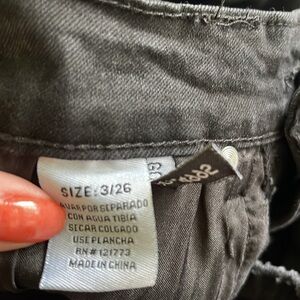 SIZE: 3/26
LAVAR POR SEPARADO
CON AGUA TIBIA
SECAR COLGADO
USE PLANCHA
RN# 121773
MADE IN CHINA